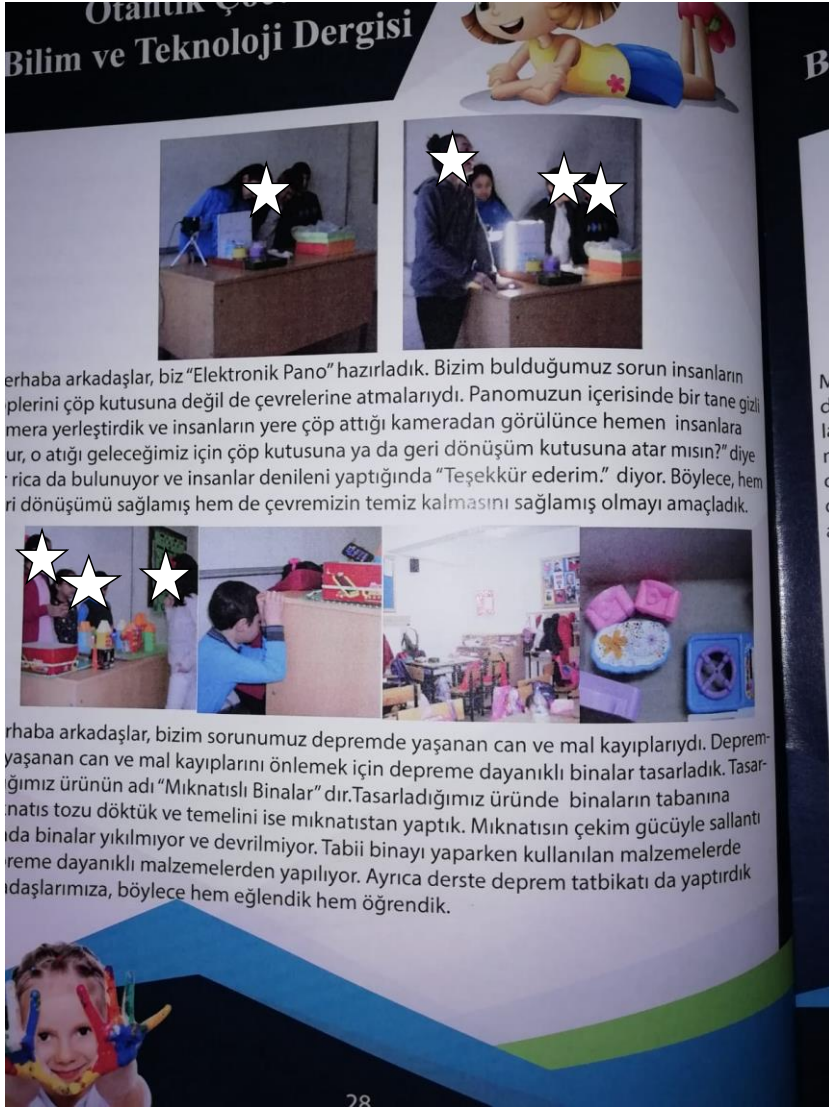 Otantik
Bilim ve Teknoloji Dergisi
erhaba arkadaşlar, biz “Elektronik Pano” hazırladık. Bizim bulduğumuz sorun insanların
plerini çöp kutusuna değil de çevrelerine atmalarıydı. Panomuzun içerisinde bir tane gizli
mera yerleştirdik ve insanların yere çöp attığı kameradan görülünce hemen insanlara
ur, o atığı geleceğimiz için çöp kutusuna ya da geri dönüşüm kutusuna atar mısın?” diye
rica da bulunuyor ve insanlar denileni yaptığında “Teşekkür ederim.” diyor. Böylece, hem
ri dönüşümü sağlamış hem de çevremizin temiz kalmasını sağlamış olmayı amaçladık.
rhaba arkadaşlar, bizim sorunumuz depremde yaşanan can ve mal kayıplarıydı. Deprem-
yaşanan can ve mal kayıplarını önlemek için depreme dayanıklı binalar tasarladık. Tasar-
ğımız ürünün adı “Mıknatıslı Binalar” dır.Tasarladığımız üründe binaların tabanına
knatıs tozu döktük ve temelini ise mıknatıstan yaptık. Mıknatısın çekim gücüyle sallantı
nda binalar yıkılmıyor ve devrilmiyor. Tabii binayı yaparken kullanılan malzemelerde
preme dayanıklı malzemelerden yapılıyor. Ayrıca derste deprem tatbikatı da yaptırdık
adaşlarımıza, böylece hem eğlendik hem öğrendik.
28
B
M